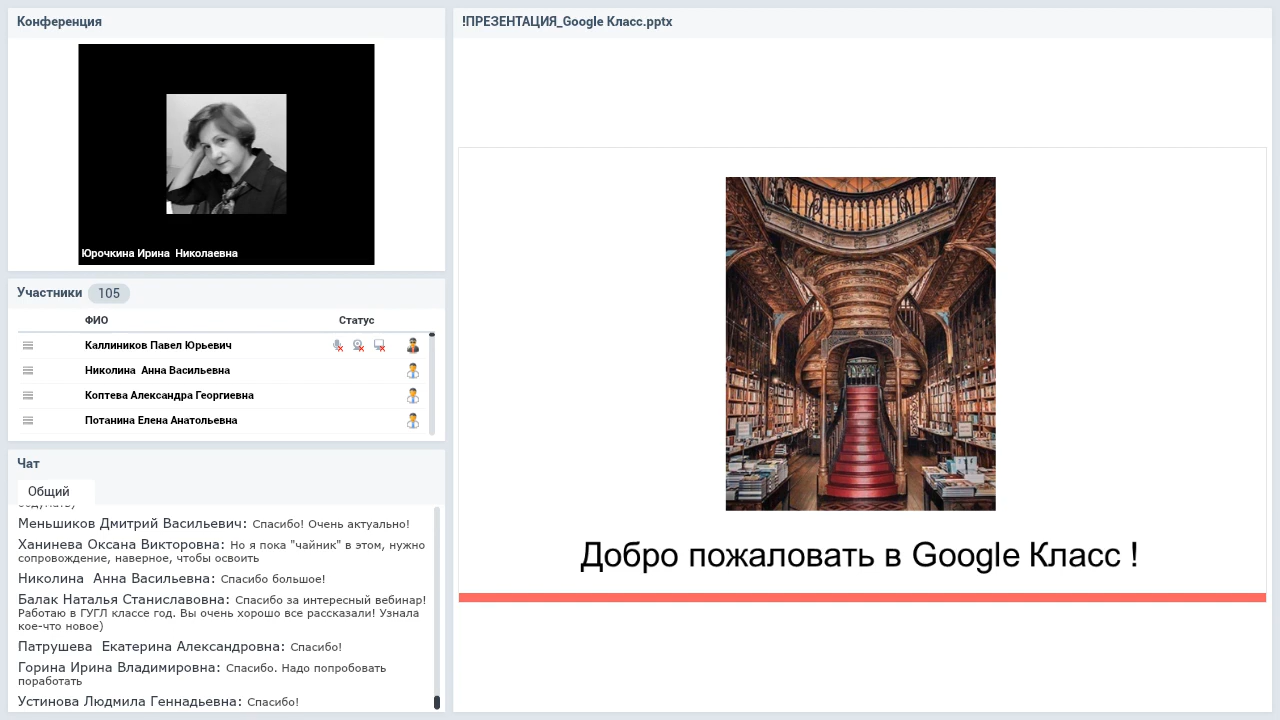 Конференция
Юрочкина Ирина  Николаевна
Участники 105
ФИО Статус
Каллиников Павел Юрьевич
Николина  Анна Васильевна
Коптева Александра Георгиевна
Потанина Елена Анатольевна
Чат
Общий
Меньшиков Дмитрий Васильевич: Спасибо! Очень актуально!
Ханинева Оксана Викторовна: Но я пока "чайник" в этом, нужно
сопровождение, наверное, чтобы освоить
Николина  Анна Васильевна: Спасибо большое!
Балак Наталья Станиславовна: Спасибо за интересный вебинар!
Работаю в ГУГЛ классе год. Вы очень хорошо все рассказали! Узнала
кое-что новое)
Патрушева  Екатерина Александровна: Спасибо!
Горина Ирина Владимировна: Спасибо. Надо попробовать
поработать
Устинова Людмила Геннадьевна: Спасибо!
!ПРЕЗЕНТАЦИЯ_Google Класс.pptx
Добро пожаловать в Google Класс !